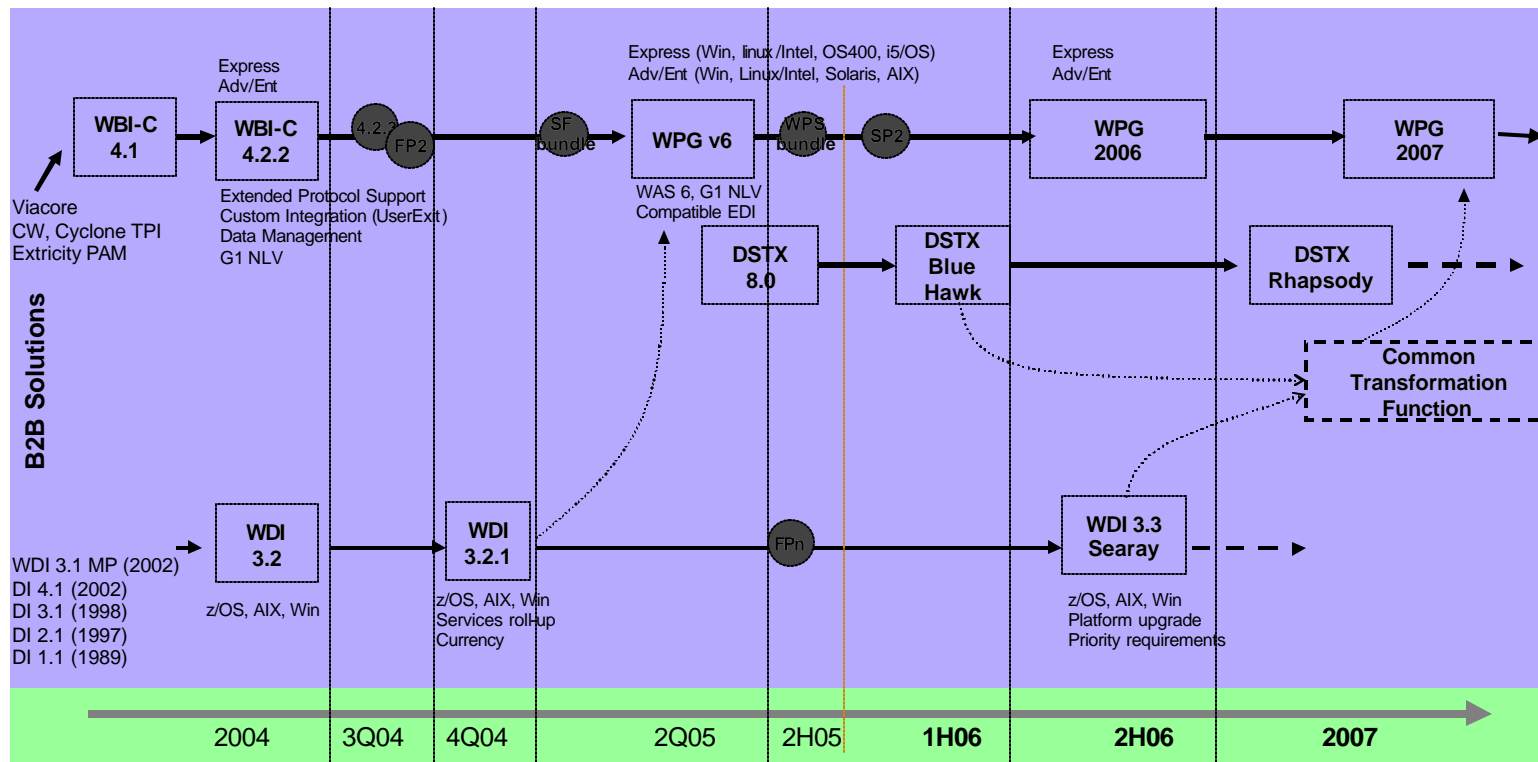 Express (Win, linux/Intel, OS400, i5/OS)
Adv/Ent (Win, Linux/Intel, Solaris, AIX)
Express
Adv/Ent
Express
Adv/Ent
WBI-C
4.1
WBI-C
4.2.2
4.2.3
FP2
SF
bundle
WPG v6
WPS
bundle
SP2
WPG
2006
WPG
2007
Viacore
CW, Cyclone TPI
Extricity PAM
Extended Protocol Support
Custom Integration (UserExit)
Data Management
G1 NLV
WAS 6, G1 NLV
Compatible EDI
DSTX
8.0
DSTX
Blue
Hawk
DSTX
Rhapsody
Common
Transformation
Function
B2B Solutions
WDI
3.2
WDI
3.2.1
FPn
WDI 3.3
Searay
WDI 3.1 MP (2002)
DI 4.1 (2002)
DI 3.1 (1998)
DI 2.1 (1997)
DI 1.1 (1989)
z/OS, AIX, Win
z/OS, AIX, Win
Services roll-up
Currency
z/OS, AIX, Win
Platform upgrade
Priority requirements
2004
3Q04
4Q04
2Q05
2H05
1H06
2H06
2007